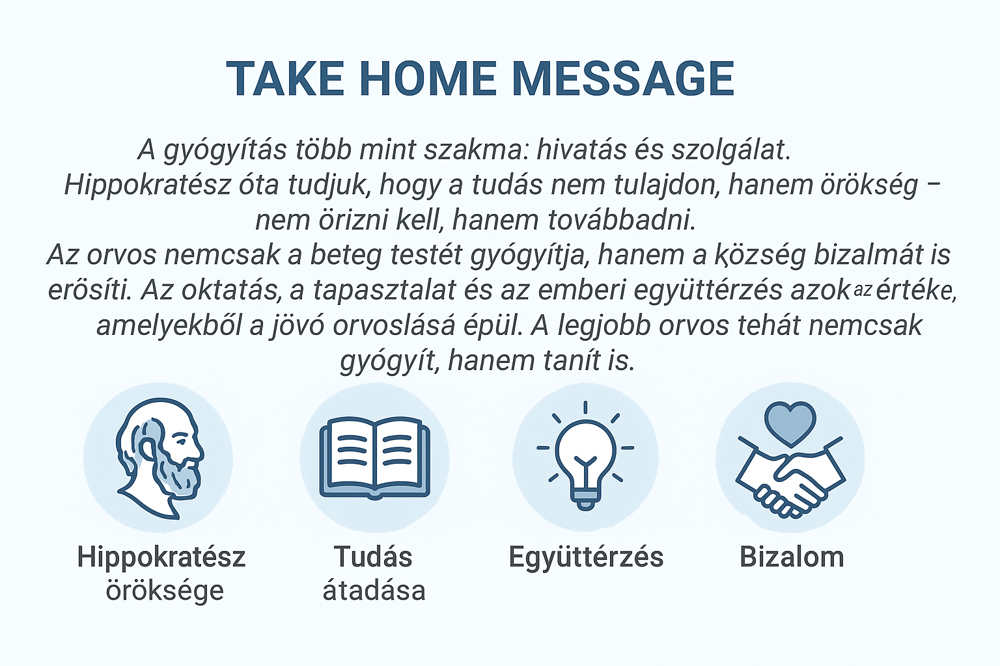 TAKE HOME MESSAGE
A gyógyítás több mint szakma: hivatás és szolgálat.
Hippokratész óta tudjuk, hogy a tudás nem tulajdon, hanem örökség –
nem örizni kell, hanem továbbadni.
Az orvos nemcsak a beteg testét gyógyítja, hanem a község bizalmát is
erösíti. Az oktatás, a tapasztalat és az emberi együttérzés azok az értéke,
amelyekből a jövó orvoslásá épül. A legjobb orvos tehát nemcsak
gyógyít, hanem tanít is.
Hippokratész
öröksége
Tudás
átadása
Együttérzés
Bizalom